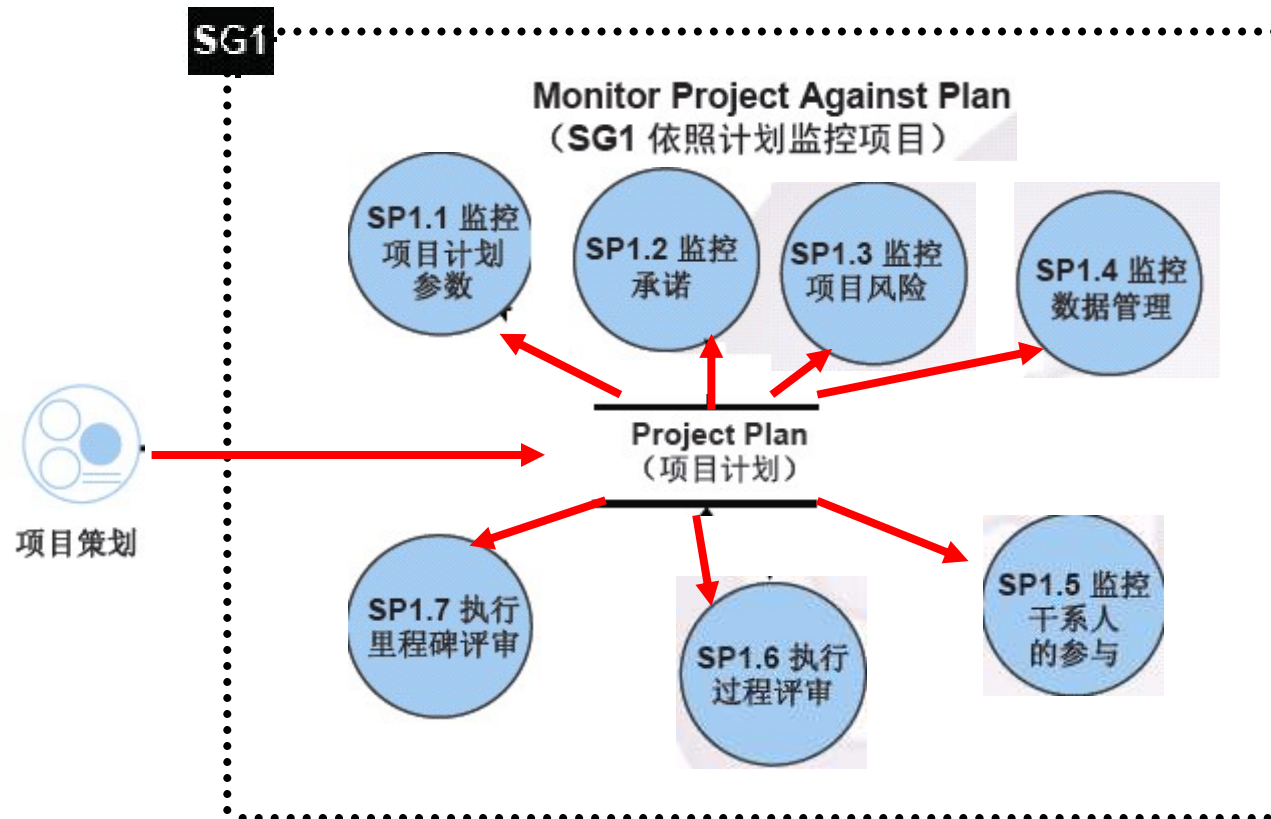 SG1
Monitor Project Against Plan
（SG1 依照计划监控项目）
SP1.1 监控
项目计划
参数
SP1.2 监控
承诺
SP1.3 监控
项目风险
SP1.4 监控
数据管理
Project Plan
（项目计划）
项目策划
SP1.7 执行
里程碑评审
SP1.6 执行
过程评审
SP1.5 监控
干系人
的参与